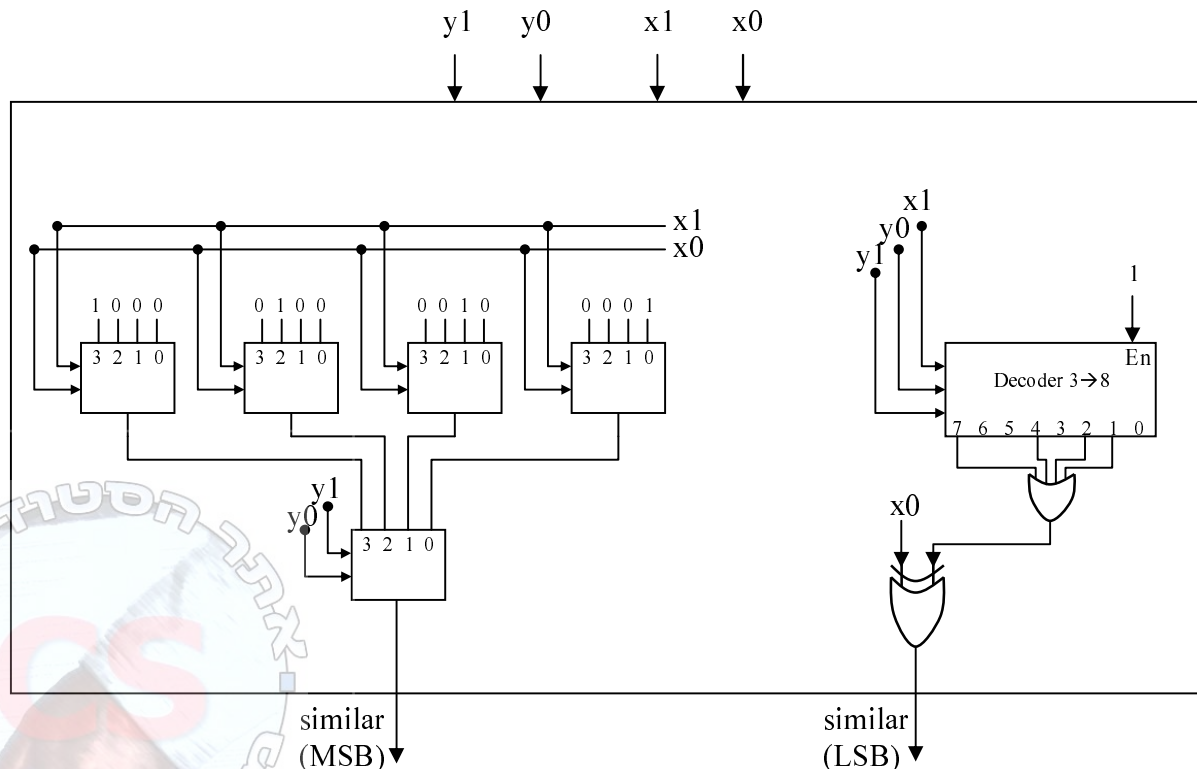 y1 y0 x1 x0
x1
x0
1 0 0 0
0 1 0 0
0 0 1 0
0 0 0 1
3 2 1 0
3 2 1 0
3 2 1 0
3 2 1 0
y1
y0
3 2 1 0
similar
(MSB)
x1
y0
y1
1
En
Decoder 3→8
7 6 5 4 3 2 1 0
x0
similar
(LSB)
אתר הסטוד
CS